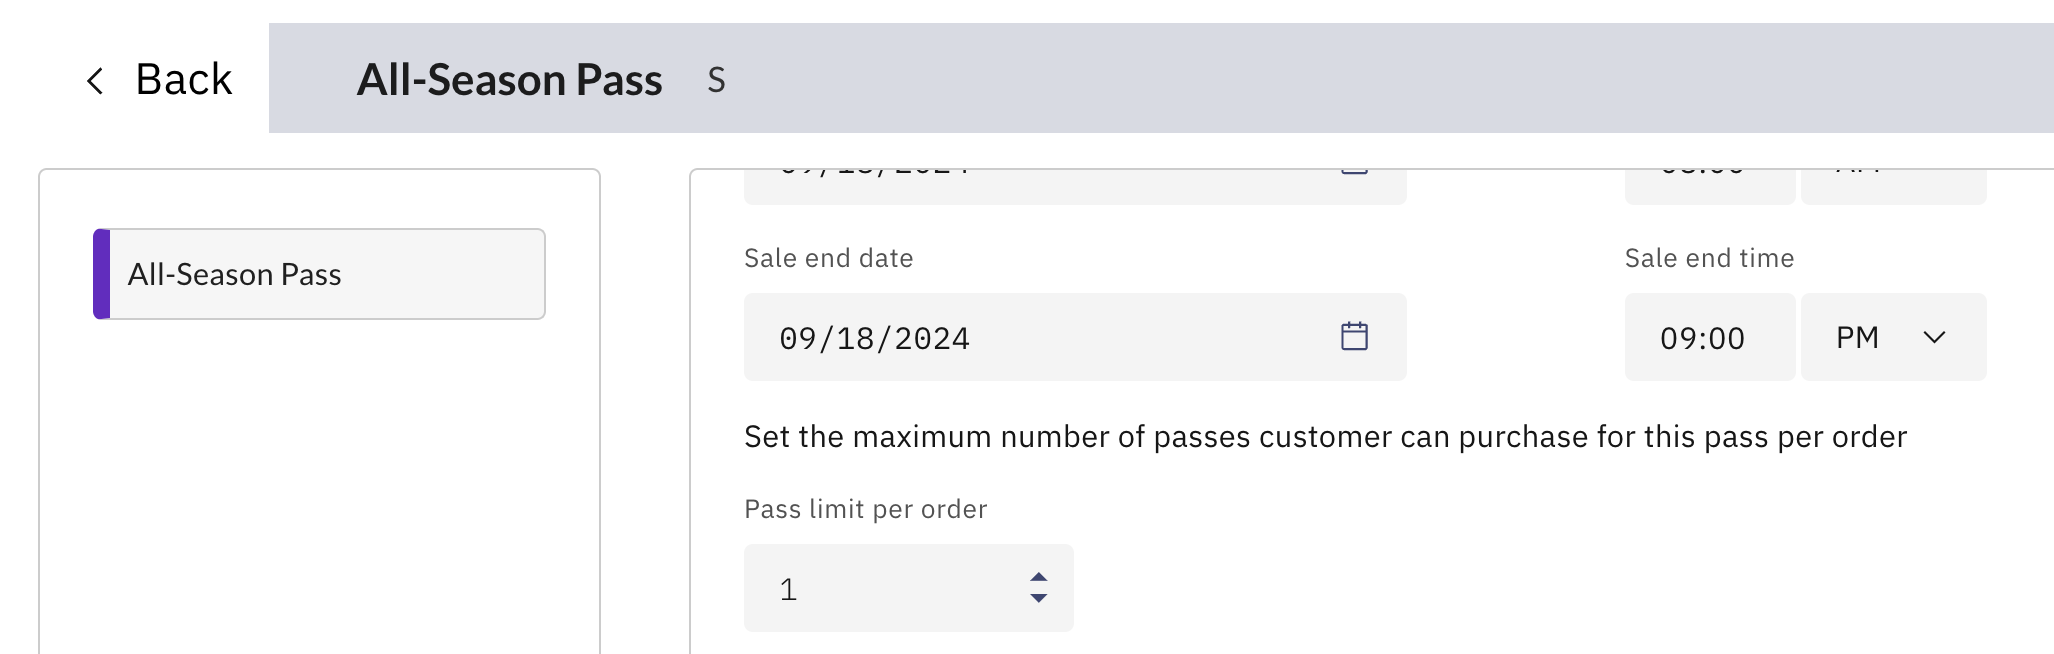 Back
All-Season Pass S
All-Season Pass
Sale end date
Sale end time
09/18/2024
09:00 PM
Set the maximum number of passes customer can purchase for this pass per order
Pass limit per order
1